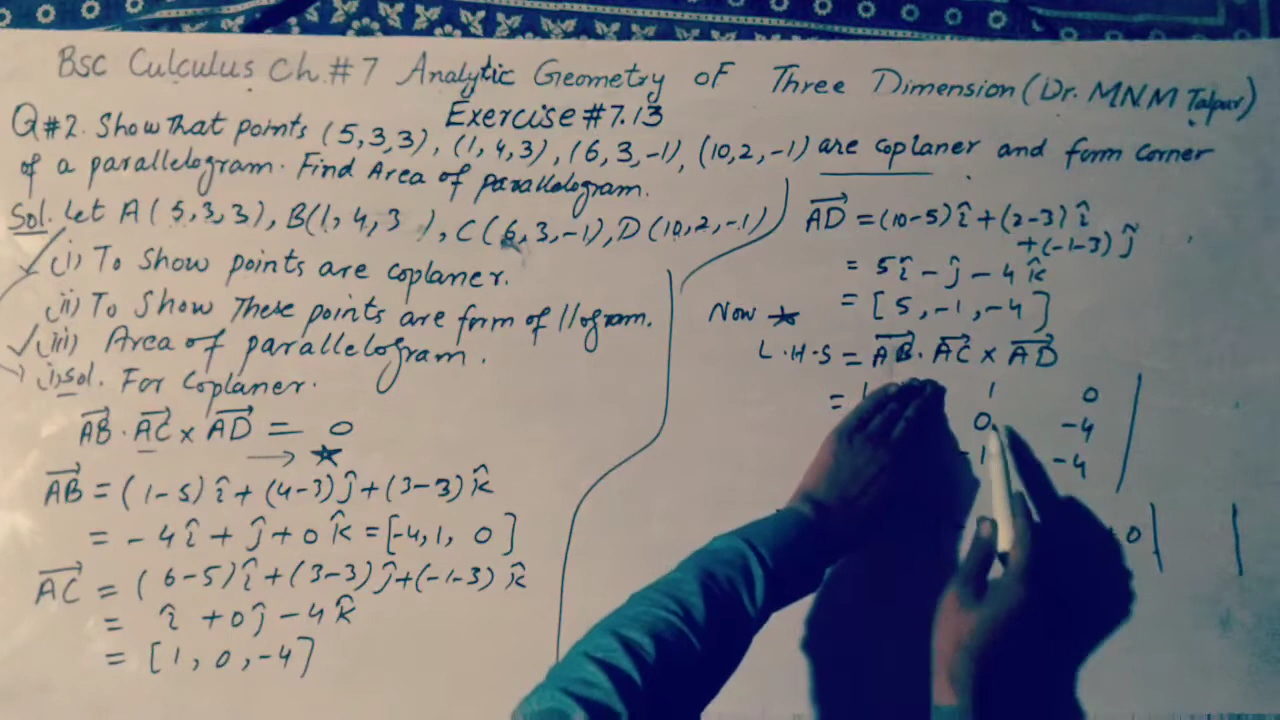 Bsc Calculus Ch.#7 Analytic Geometry oF Three Dimension (Dr. MNM Talpur)
Exercise #7.13
Q#2. Show that points (5,3,3), (1,4,3), (6,3,-1), (10,2,-1) are coplaner and form corner
of a parallelogram. Find Area of parallelogram.
Sol. Let A(5,3,3), B(1,4,3), C(6,3,-1), D(10,2,-1)
(i) To Show points are coplaner.
(ii) To Show These points are form of //ogram.
(iii) Area of parallelogram.
i) Sol. For Coplaner.
AB⃗ . AC⃗ x AD⃗ = 0
→ ★
AB⃗ = (1-5)î + (4-3)ĵ + (3-3)k̂
= -4î + ĵ + 0k̂ = [-4, 1, 0]
AC⃗ = (6-5)î + (3-3)ĵ + (-1-3)k̂
= î + 0ĵ - 4k̂
= [1, 0, -4]
AD⃗ = (10-5)î + (2-3)î
+ (-1-3)ĵ
= 5î - ĵ - 4k̂
= [5, -1, -4]
Now ★
L.H.S = AB⃗ . AC⃗ x AD⃗
= | 1 0 |
0 -4
-1 -4
+0 | |